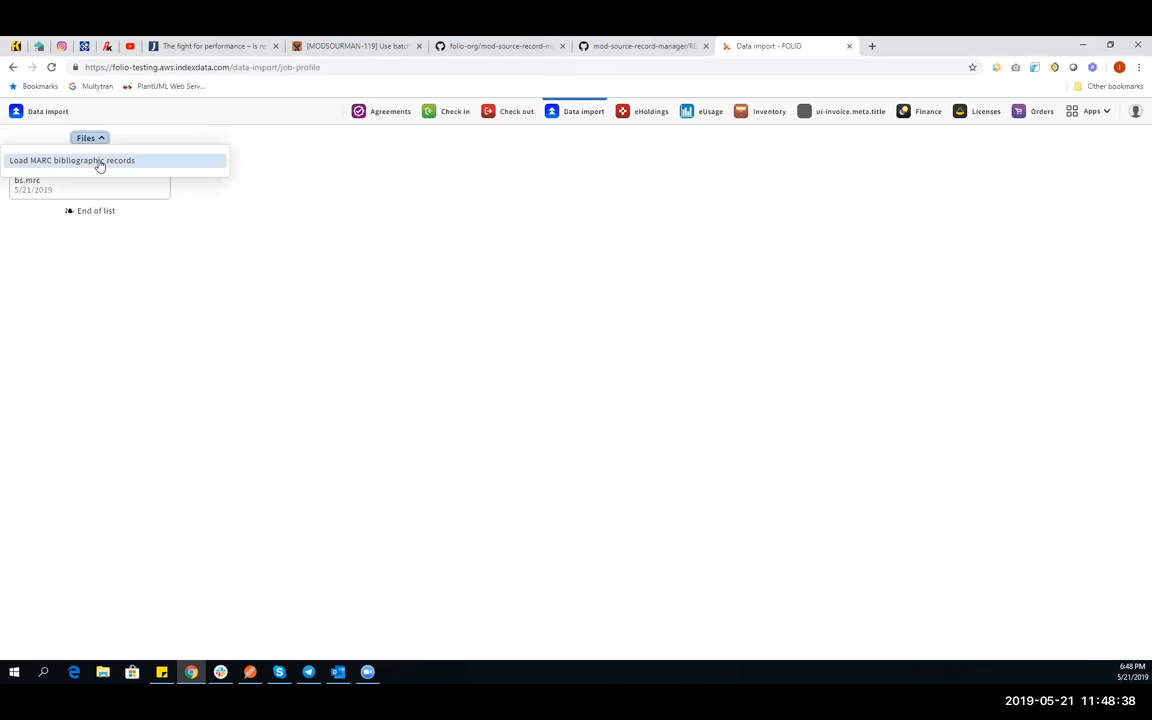 The fight for performance – Is re
[MODSOURMAN-119] Use batch
folio-org/mod-source-record-m
mod-source-record-manager/RE
Data import - FOLIO
https://folio-testing.aws.indexdata.com/data-import/job-profile
Bookmarks
Multytran
PlantUML Web Serv...
Other bookmarks
Data import
Agreements
Check in
Check out
Data import
eHoldings
eUsage
Inventory
ui-invoice.meta.title
Finance
Licenses
Orders
Apps
Files
Load MARC bibliographic records
bs.mrc
5/21/2019
End of list
6:48 PM
5/21/2019
2019-05-21 11:48:38